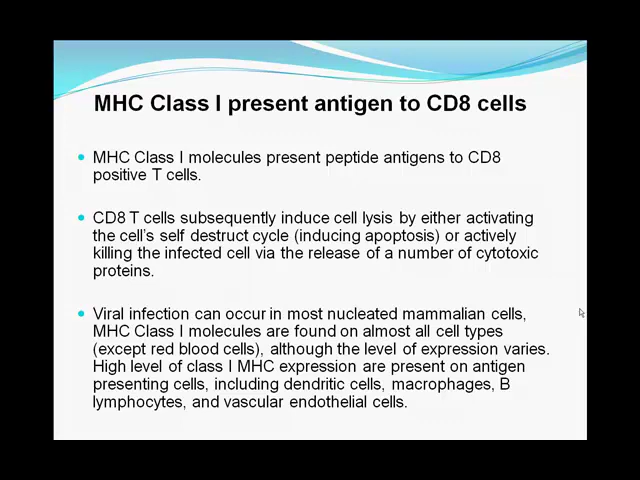 MHC Class I present antigen to CD8 cells
MHC Class I molecules present peptide antigens to CD8
positive T cells.
CD8 T cells subsequently induce cell lysis by either activating
the cell's self destruct cycle (inducing apoptosis) or actively
killing the infected cell via the release of a number of cytotoxic
proteins.
Viral infection can occur in most nucleated mammalian cells,
MHC Class I molecules are found on almost all cell types
(except red blood cells), although the level of expression varies.
High level of class I MHC expression are present on antigen
presenting cells, including dendritic cells, macrophages, B
lymphocytes, and vascular endothelial cells.